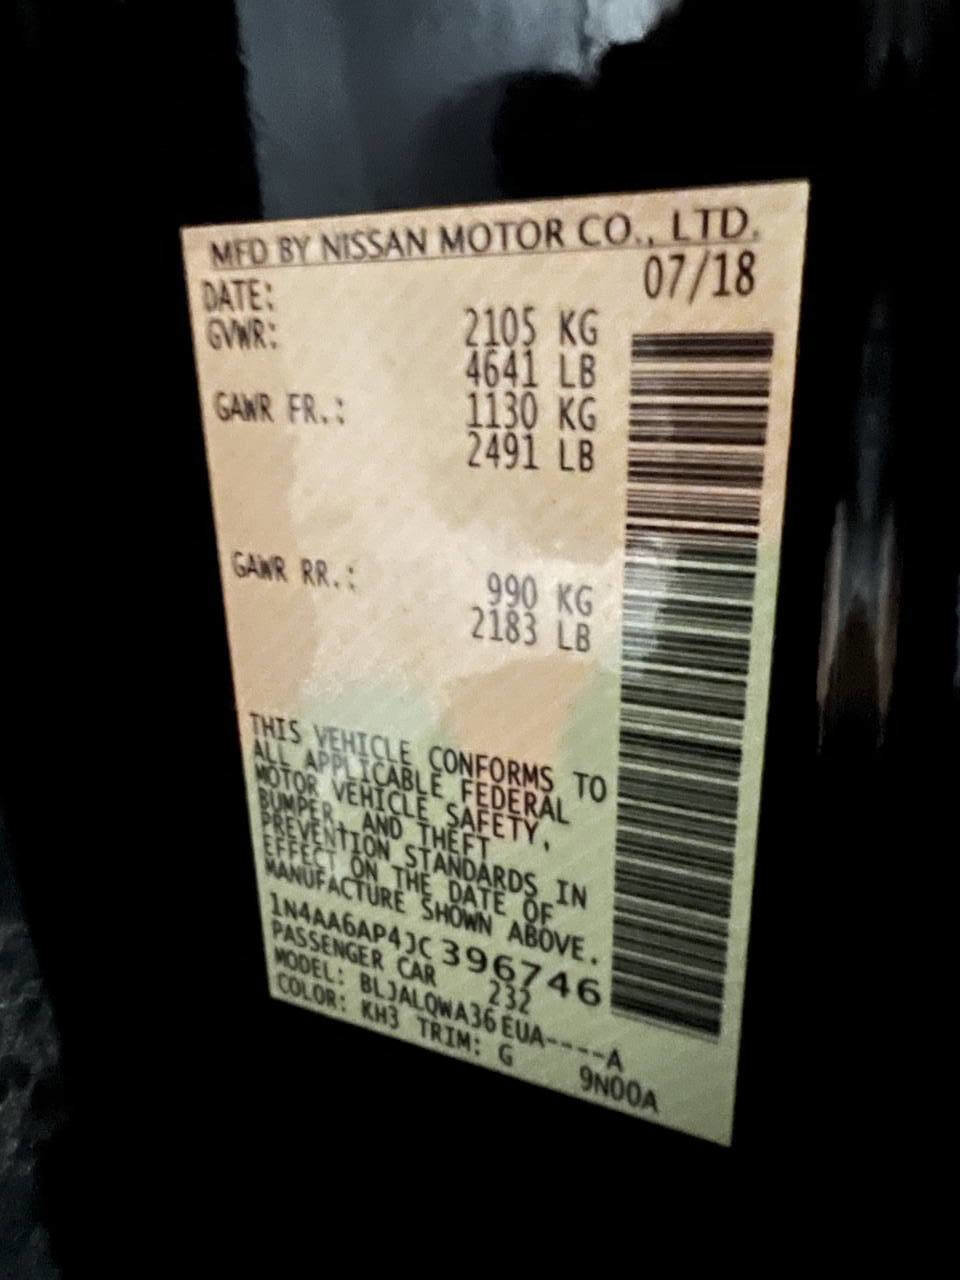 MFD BY NISSAN MOTOR CO., LTD.
DATE: 07/18
GVWR: 2105 KG
4641 LB
GAWR FR.: 1130 KG
2491 LB
GAWR RR.: 990 KG
2183 LB
THIS VEHICLE CONFORMS TO
ALL APPLICABLE FEDERAL
MOTOR VEHICLE SAFETY,
BUMPER, AND THEFT
PREVENTION STANDARDS IN
EFFECT ON THE DATE OF
MANUFACTURE SHOWN ABOVE.
1N4AA6AP4JC396746
PASSENGER CAR 232
MODEL: BLJALQWA36EUA----A
COLOR: KH3 TRIM: G 9N00A